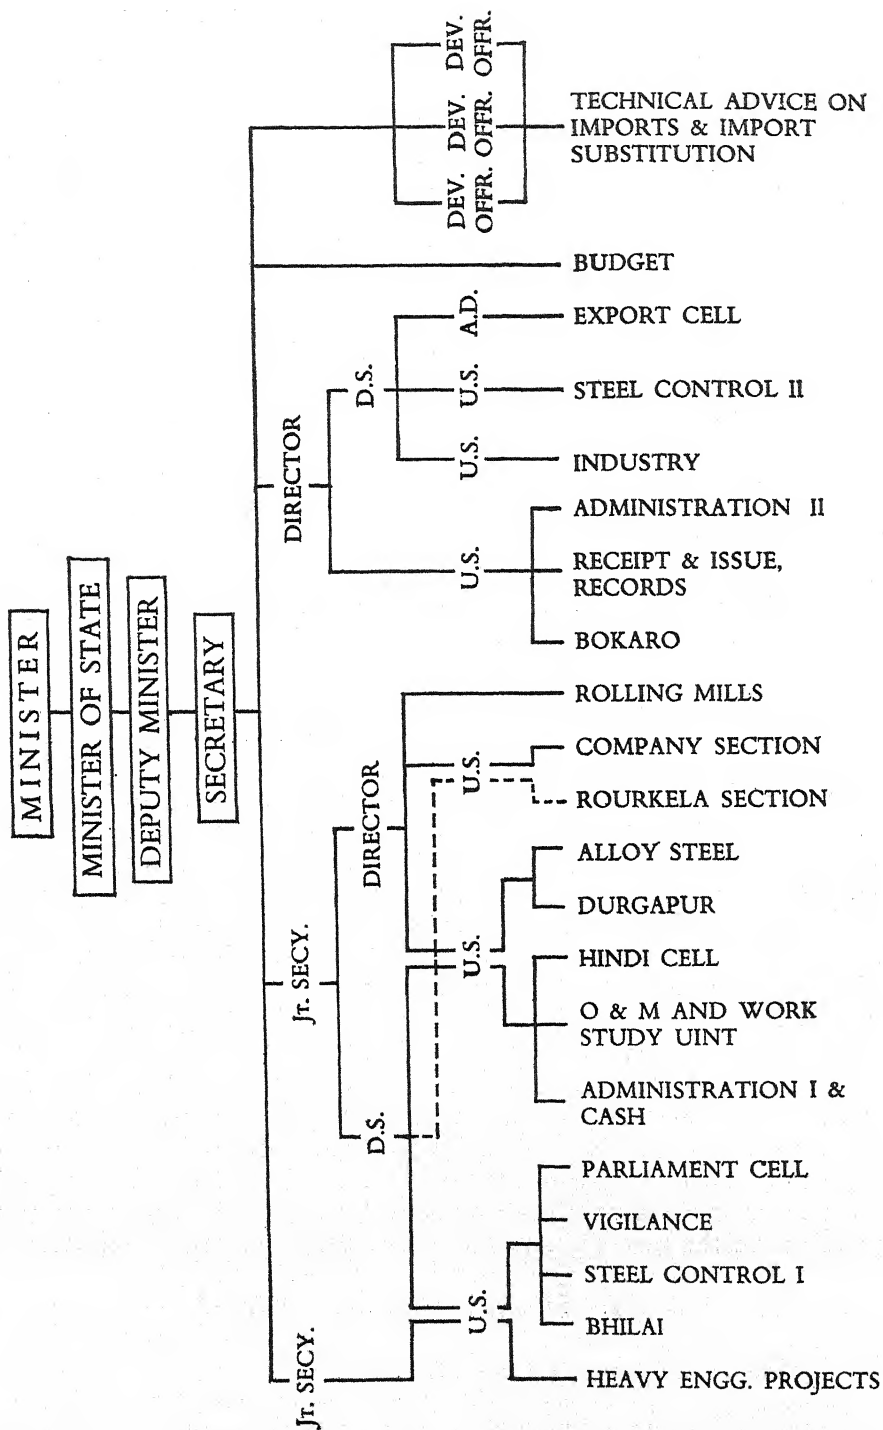 MINISTER
MINISTER OF STATE
DEPUTY MINISTER
SECRETARY
JT. SECY.
JT. SECY.
DIRECTOR
D.S.
DIRECTOR
D.S.
U.S.
U.S.
U.S.
U.S.
U.S.
U.S.
A.D.
DEV.
OFFR.
DEV.
OFFR.
DEV.
OFFR.
TECHNICAL ADVICE ON
IMPORTS & IMPORT
SUBSTITUTION
BUDGET
EXPORT CELL
STEEL CONTROL II
INDUSTRY
ADMINISTRATION II
RECEIPT & ISSUE,
RECORDS
BOKARO
ROLLING MILLS
COMPANY SECTION
ROURKELA SECTION
ALLOY STEEL
DURGAPUR
HINDI CELL
O & M AND WORK
STUDY UINT
ADMINISTRATION I &
CASH
PARLIAMENT CELL
VIGILANCE
STEEL CONTROL I
BHILAI
HEAVY ENGG. PROJECTS